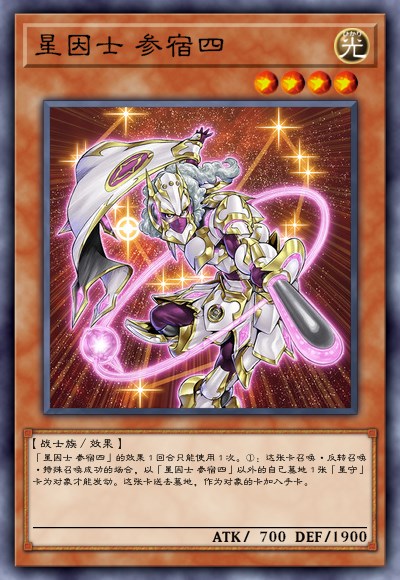 星因士 参宿四
光
ひかり
【战士族/效果】
「星因士 参宿四」的效果1回合只能使用1次。①:这张卡召唤·反转召唤
·特殊召唤成功的场合，以「星因士 参宿四」以外的自己墓地1张「星守」
卡为对象才能发动。这张卡送去墓地，作为对象的卡加入手卡。
ATK/ 700 DEF/1900